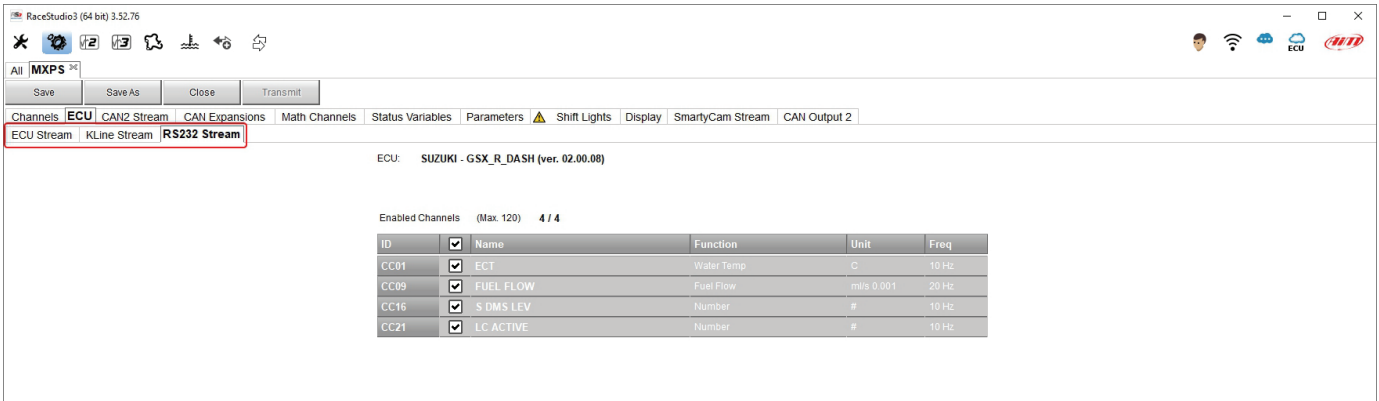 RaceStudio3 (64 bit) 3.52.76
ECU AiM
All MXPS
Save Save As Close Transmit
Channels ECU CAN2 Stream CAN Expansions Math Channels Status Variables Parameters Shift Lights Display SmartyCam Stream CAN Output 2
ECU Stream KLine Stream RS232 Stream
ECU: SUZUKI - GSX_R_DASH (ver. 02.00.08)
Enabled Channels (Max. 120) 4 / 4
ID Name Function Unit Freq
CC01 ECT Water Temp C 10 Hz
CC09 FUEL FLOW Fuel Flow ml/s 0.001 20 Hz
CC16 S DMS LEV Number # 10 Hz
CC21 LC ACTIVE Number # 10 Hz